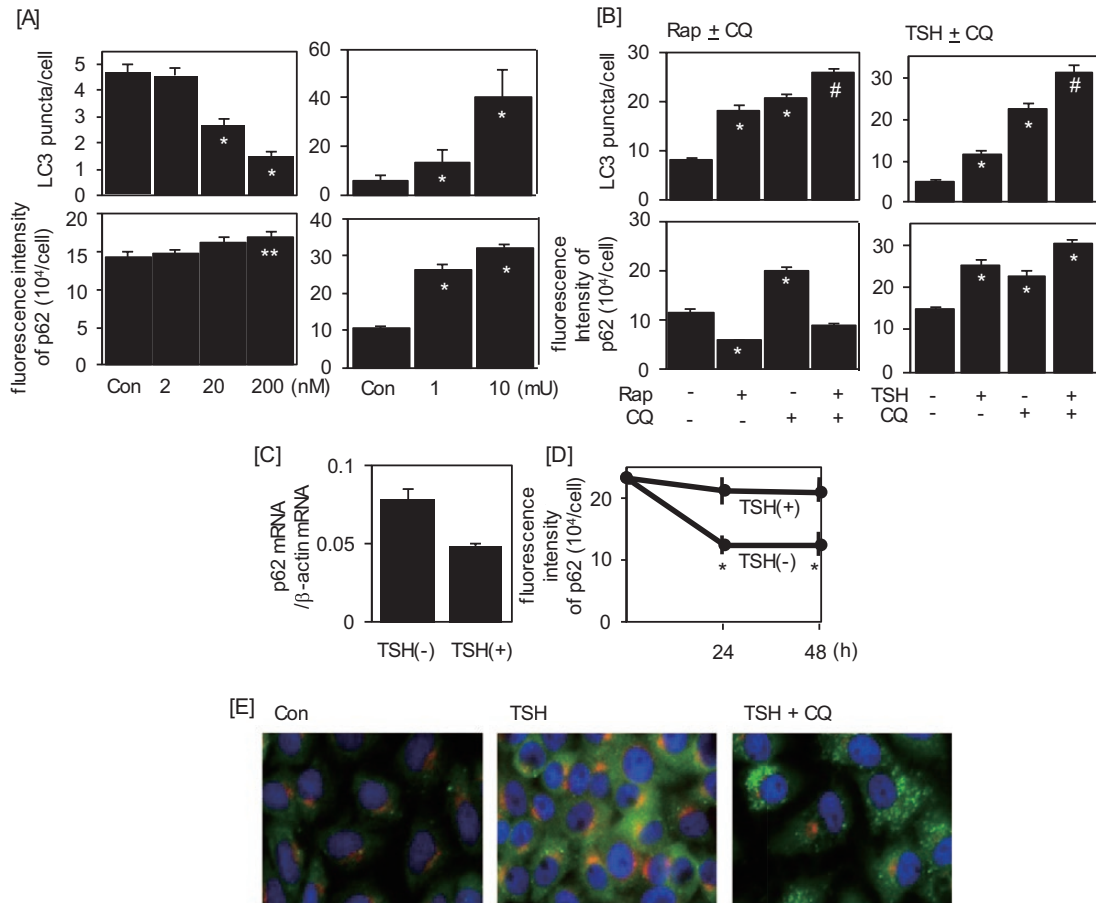 [A]
LC3 puncta/cell
5
4
3
2
1
0
*
*
60
40
20
0
*
*
fluorescence intensity
of p62 (10⁴/cell)
20
15
10
5
0
**
Con 2 20 200 (nM)
40
30
20
10
0
*
*
Con 1 10 (mU)
[B]
Rap ± CQ
LC3 puncta/cell
30
20
10
0
*
*
#
TSH ± CQ
30
20
10
0
*
*
#
fluorescence
Intensity of
p62 (10⁴/cell)
30
20
10
0
*
*
30
20
10
0
*
*
*
Rap - + - +
CQ - - + +
TSH - + - +
CQ - - + +
[C]
p62 mRNA
/β-actin mRNA
0.1
0.05
0
TSH(-) TSH(+)
[D]
fluorescence
intensity
of p62 (10⁴/cell)
20
10
0
TSH(+)
TSH(-)
*
*
24 48 (h)
[E]
Con
TSH
TSH + CQ